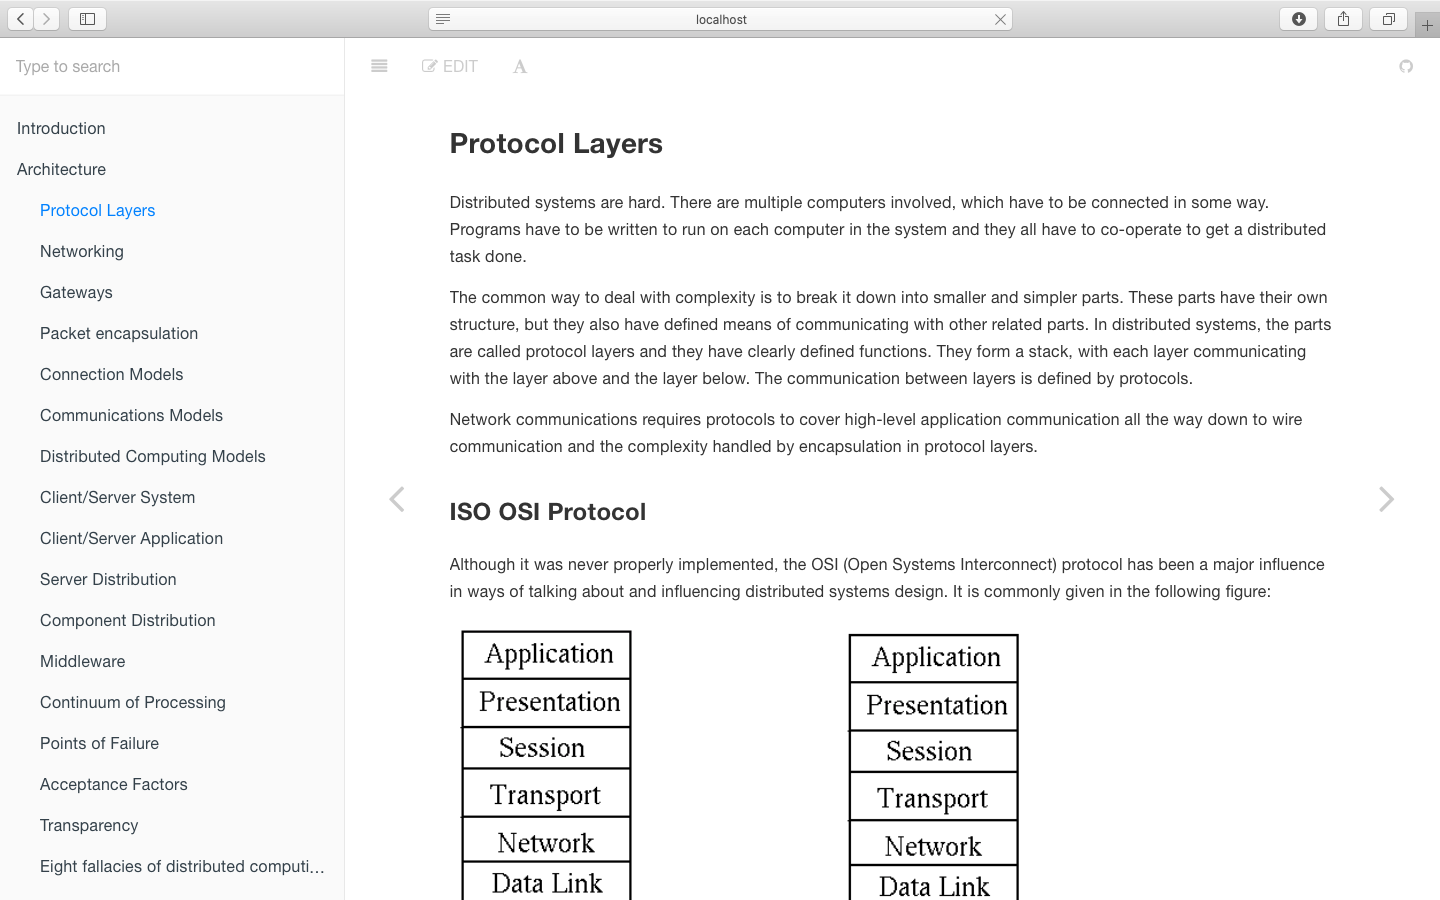 localhost
Type to search
EDIT
A
Introduction
Architecture
Protocol Layers
Networking
Gateways
Packet encapsulation
Connection Models
Communications Models
Distributed Computing Models
Client/Server System
Client/Server Application
Server Distribution
Component Distribution
Middleware
Continuum of Processing
Points of Failure
Acceptance Factors
Transparency
Eight fallacies of distributed computi...
Protocol Layers
Distributed systems are hard. There are multiple computers involved, which have to be connected in some way.
Programs have to be written to run on each computer in the system and they all have to co-operate to get a distributed
task done.
The common way to deal with complexity is to break it down into smaller and simpler parts. These parts have their own
structure, but they also have defined means of communicating with other related parts. In distributed systems, the parts
are called protocol layers and they have clearly defined functions. They form a stack, with each layer communicating
with the layer above and the layer below. The communication between layers is defined by protocols.
Network communications requires protocols to cover high-level application communication all the way down to wire
communication and the complexity handled by encapsulation in protocol layers.
ISO OSI Protocol
Although it was never properly implemented, the OSI (Open Systems Interconnect) protocol has been a major influence
in ways of talking about and influencing distributed systems design. It is commonly given in the following figure:
Application
Presentation
Session
Transport
Network
Data Link
Application
Presentation
Session
Transport
Network
Data Link